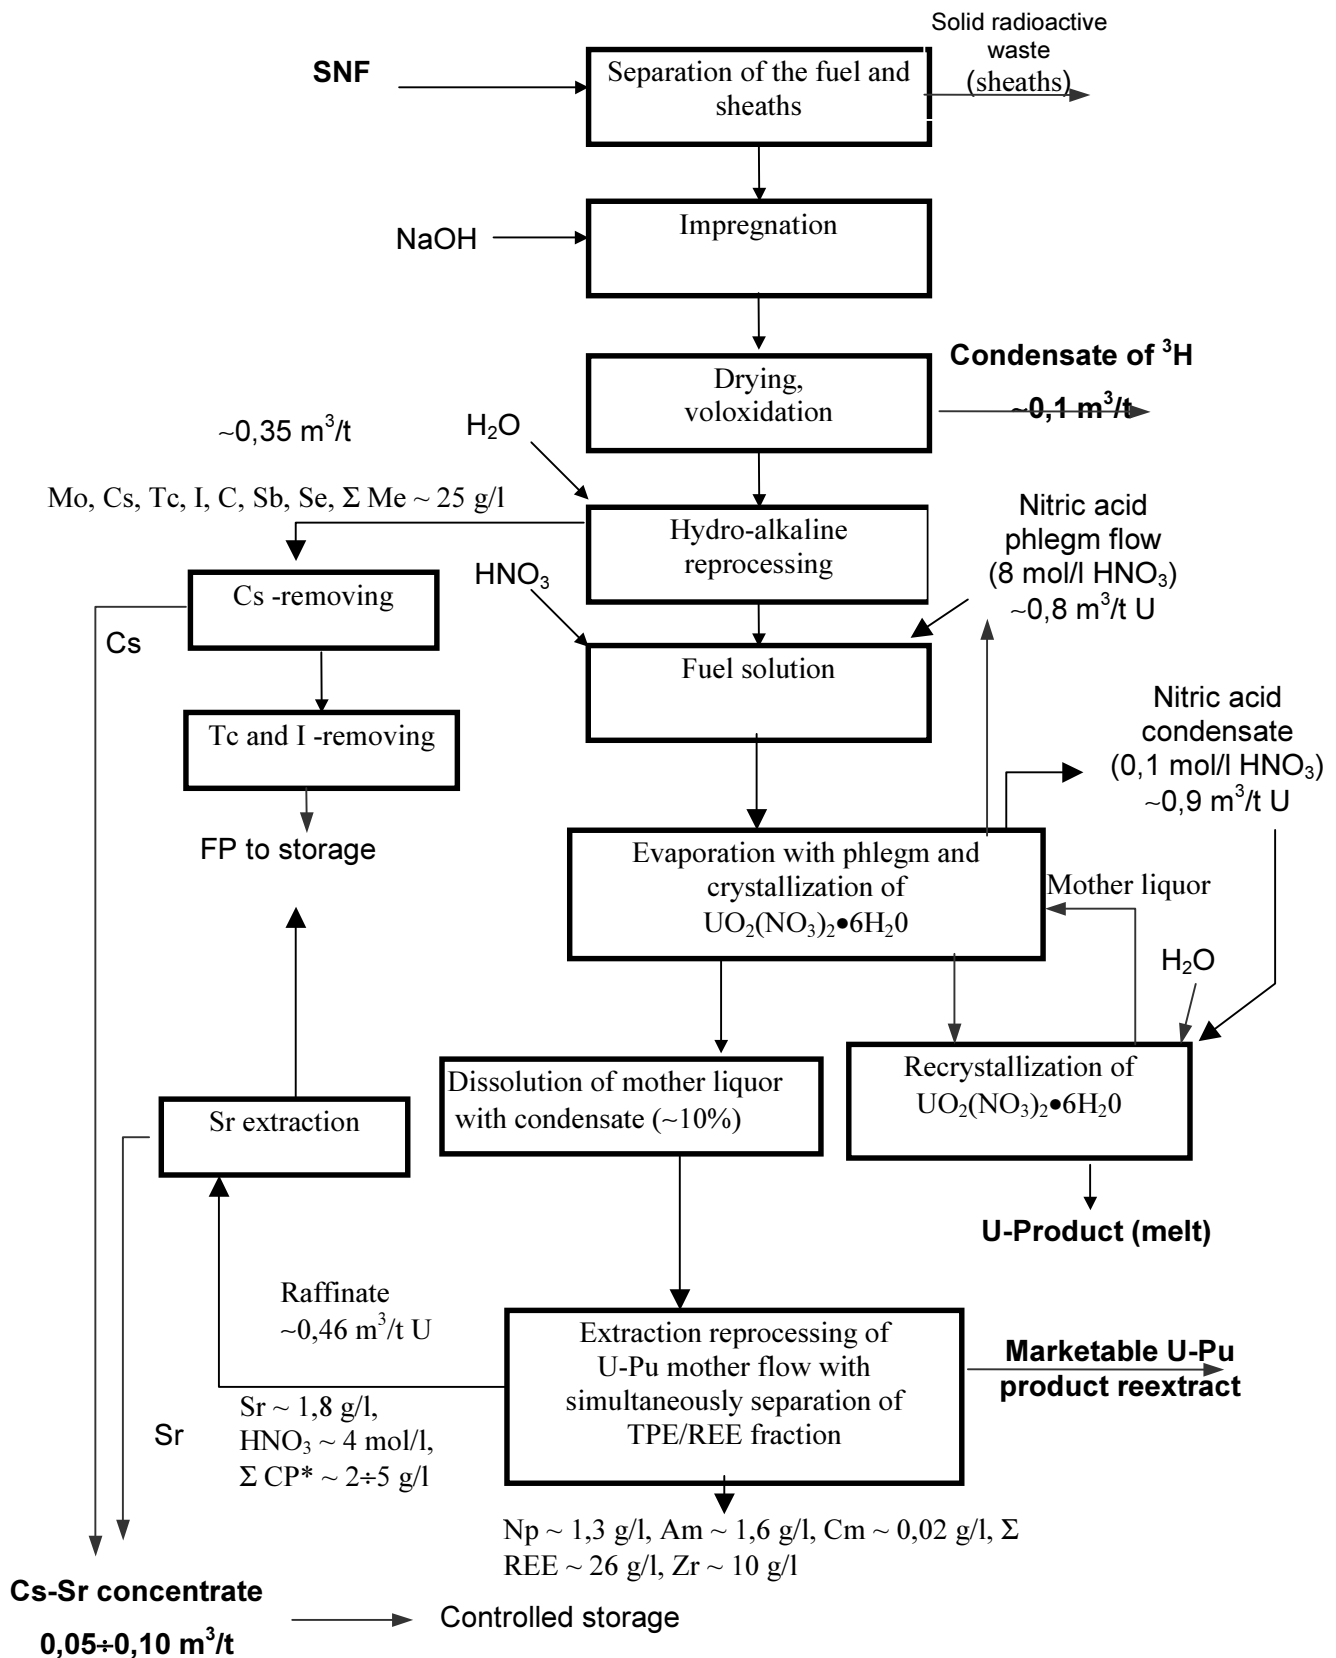 Solid radioactive
waste
(sheaths)
SNF
Separation of the fuel and
sheaths
NaOH
Impregnation
Condensate of ³H
~0,1 m³/t
Drying,
voloxidation
~0,35 m³/t
H₂O
Mo, Cs, Tc, I, C, Sb, Se, Σ Me ~ 25 g/l
Hydro-alkaline
reprocessing
Nitric acid
phlegm flow
(8 mol/l HNO₃)
~0,8 m³/t U
HNO₃
Cs -removing
Cs
Fuel solution
Tc and I -removing
Nitric acid
condensate
(0,1 mol/l HNO₃)
~0,9 m³/t U
FP to storage
Evaporation with phlegm and
crystallization of
UO₂(NO₃)₂•6H₂0
Mother liquor
H₂O
Dissolution of mother liquor
with condensate (~10%)
Recrystallization of
UO₂(NO₃)₂•6H₂0
Sr extraction
U-Product (melt)
Raffinate
~0,46 m³/t U
Extraction reprocessing of
U-Pu mother flow with
simultaneously separation of
TPE/REE fraction
Marketable U-Pu
product reextract
Sr ~ 1,8 g/l,
HNO₃ ~ 4 mol/l,
Σ CP* ~ 2÷5 g/l
Sr
Np ~ 1,3 g/l, Am ~ 1,6 g/l, Cm ~ 0,02 g/l, Σ
REE ~ 26 g/l, Zr ~ 10 g/l
Cs-Sr concentrate
0,05÷0,10 m³/t
Controlled storage